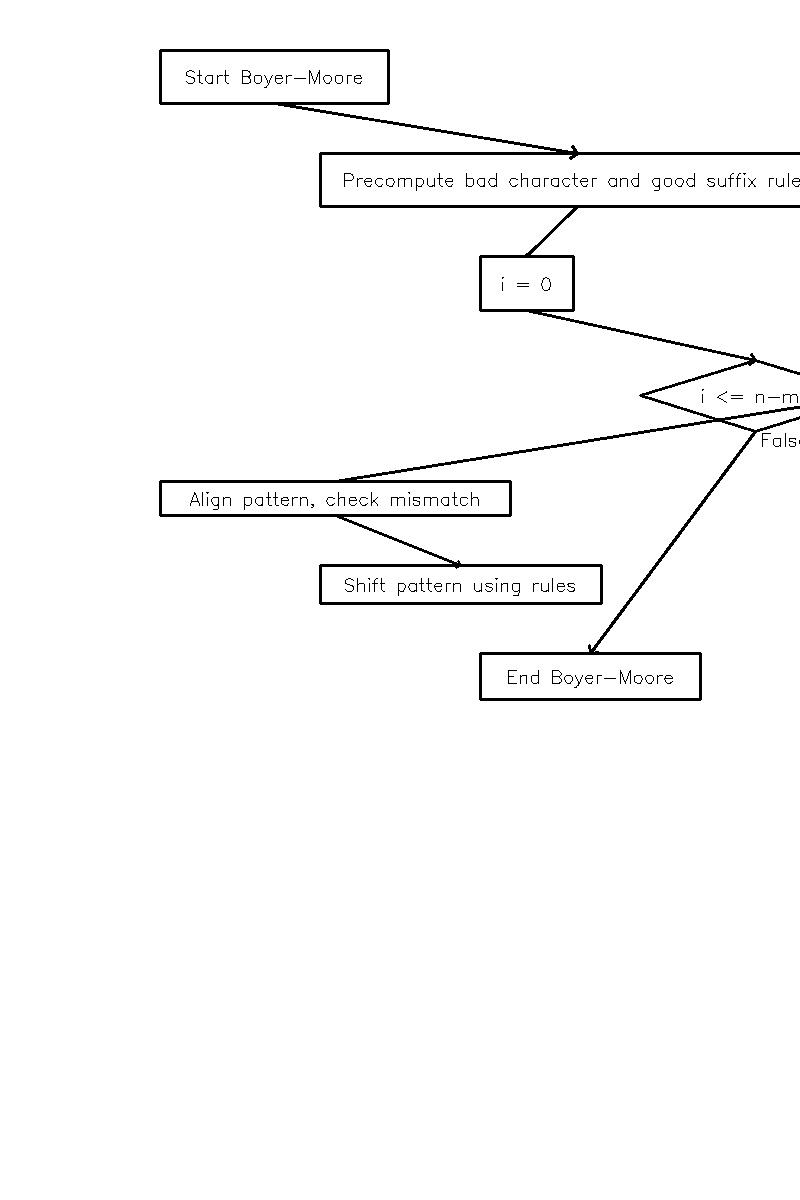 Start Boyer-Moore
Precompute bad character and good suffix rule
i = 0
i <= n-m
False
Align pattern, check mismatch
Shift pattern using rules
End Boyer-Moore